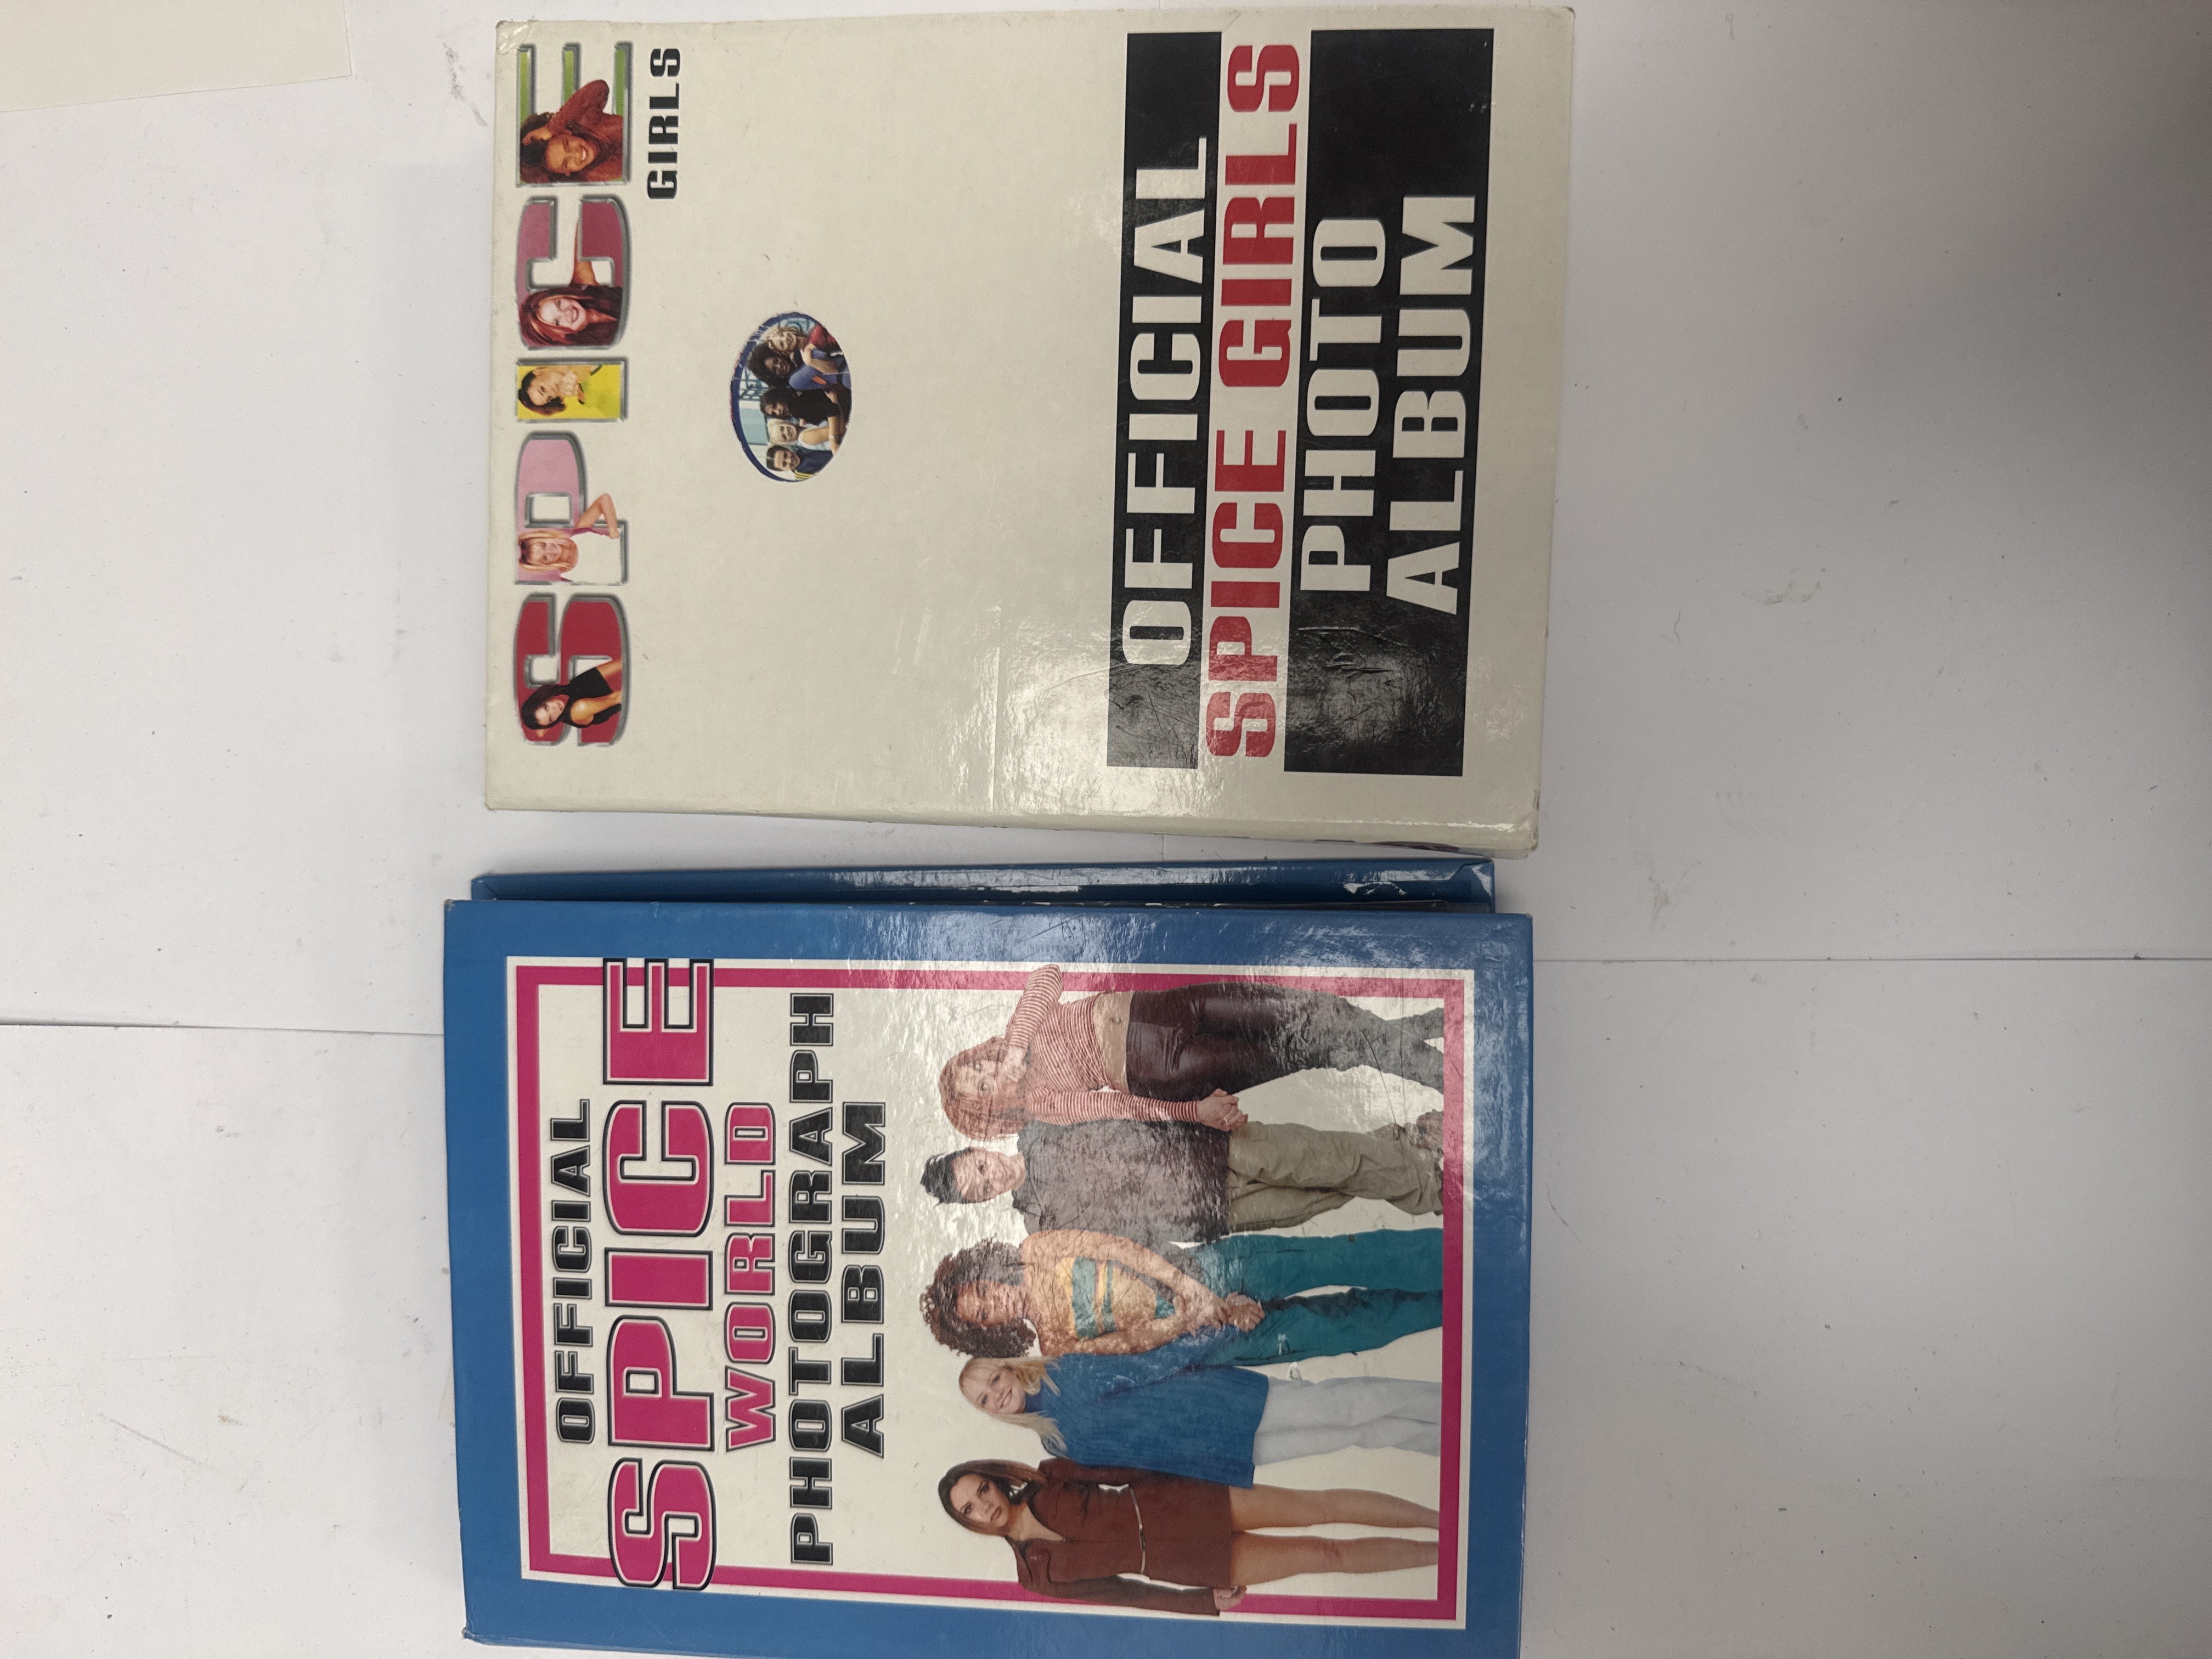 OFFICIAL
SPICE
WORLD
PHOTOGRAPH
ALBUM
SPICE
GIRLS
OFFICIAL
SPICE GIRLS
PHOTO
ALBUM